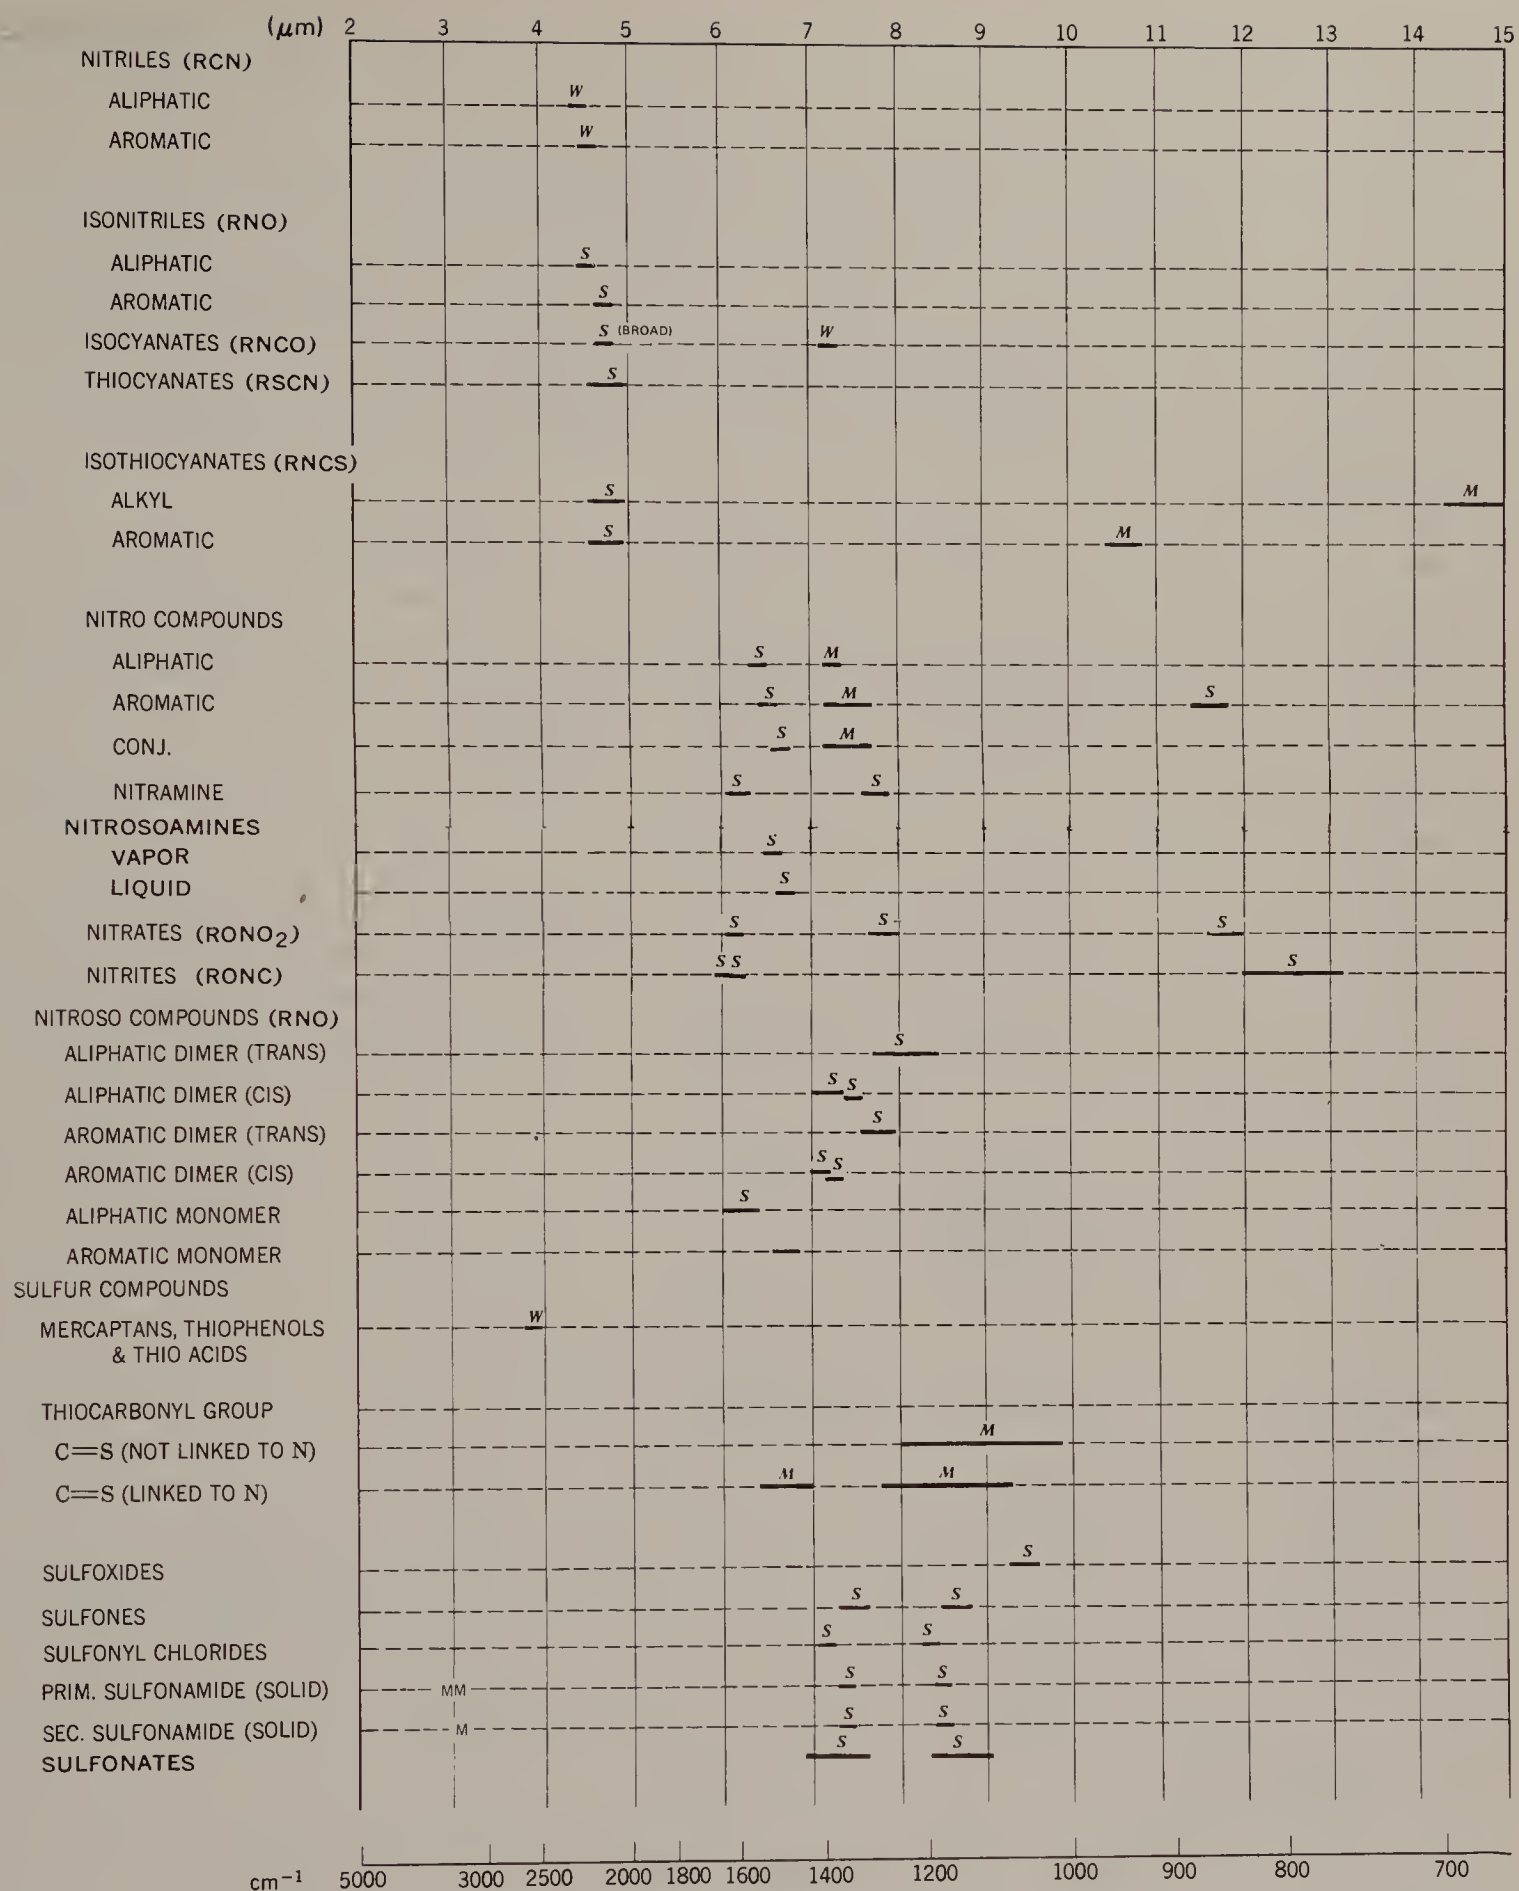 (μm) 2 3 4 5 6 7 8 9 10 11 12 13 14 15
NITRILES (RCN)
W
ALIPHATIC
W
AROMATIC
ISONITRILES (RNO)
S
ALIPHATIC
S
AROMATIC
S (BROAD) W
ISOCYANATES (RNCO)
S
THIOCYANATES (RSCN)
ISOTHIOCYANATES (RNCS)
S M
ALKYL
S M
AROMATIC
NITRO COMPOUNDS
S M
ALIPHATIC
S M S
AROMATIC
S M
CONJ.
S S
NITRAMINE
NITROSOAMINES
S
VAPOR
S
LIQUID
S S S
NITRATES (RONO₂)
S S S
NITRITES (RONC)
NITROSO COMPOUNDS (RNO)
S
ALIPHATIC DIMER (TRANS)
S S
ALIPHATIC DIMER (CIS)
S
AROMATIC DIMER (TRANS)
S S
AROMATIC DIMER (CIS)
S
ALIPHATIC MONOMER
AROMATIC MONOMER
SULFUR COMPOUNDS
W
MERCAPTANS, THIOPHENOLS
& THIO ACIDS
THIOCARBONYL GROUP
M
C=S (NOT LINKED TO N)
M M
C=S (LINKED TO N)
S
SULFOXIDES
S S
SULFONES
S S
SULFONYL CHLORIDES
S S
PRIM. SULFONAMIDE (SOLID) MM
S S
SEC. SULFONAMIDE (SOLID) M
S S
SULFONATES
cm⁻¹ 5000 3000 2500 2000 1800 1600 1400 1200 1000 900 800 700